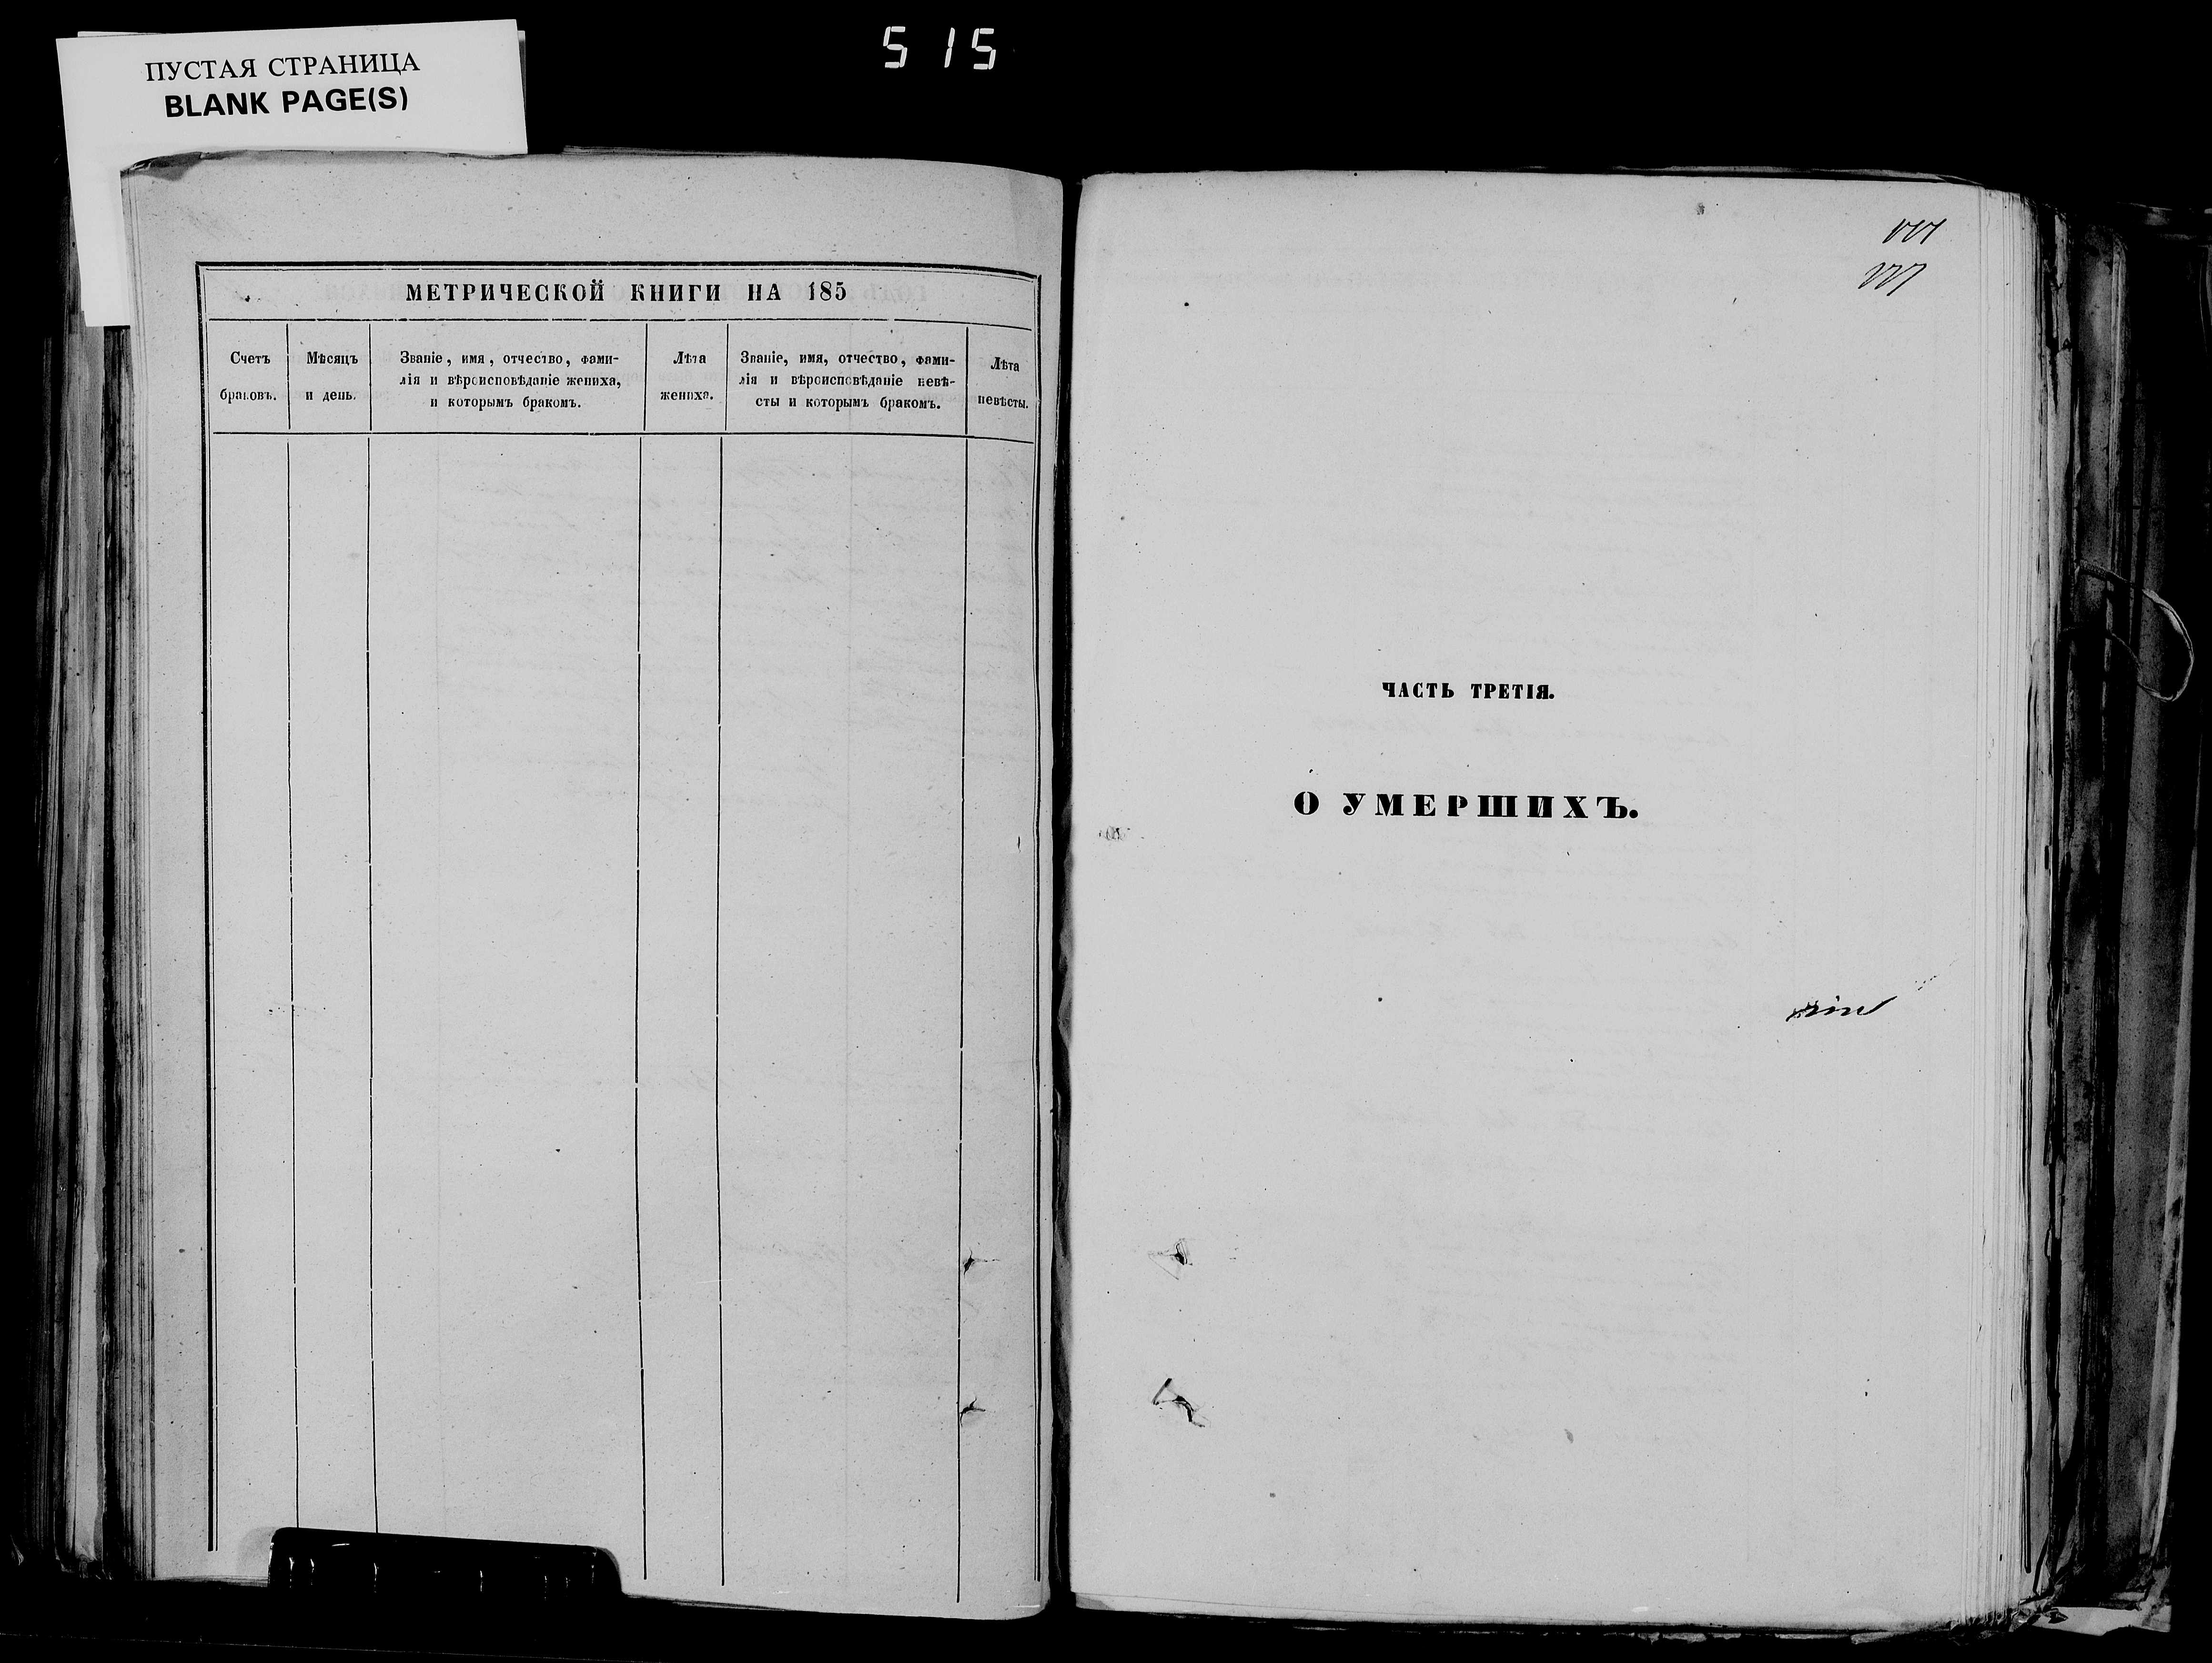 515
ПУСТАЯ СТРАНИЦА
BLANK PAGE(S)
МЕТРИЧЕСКОЙ КНИГИ НА 185
Счетъ
браковъ.
Мѣсяцъ
и день.
Званіе, имя, отчество, фами-
лія и вѣроисповѣданіе жениха,
и которымъ бракомъ.
Лѣта
жениха.
Званіе, имя, отчество, фами-
лія и вѣроисповѣданіе невѣ-
сты и которымъ бракомъ.
Лѣта
невѣсты.
ЧАСТЬ ТРЕТІЯ.
О УМЕРШИХЪ.